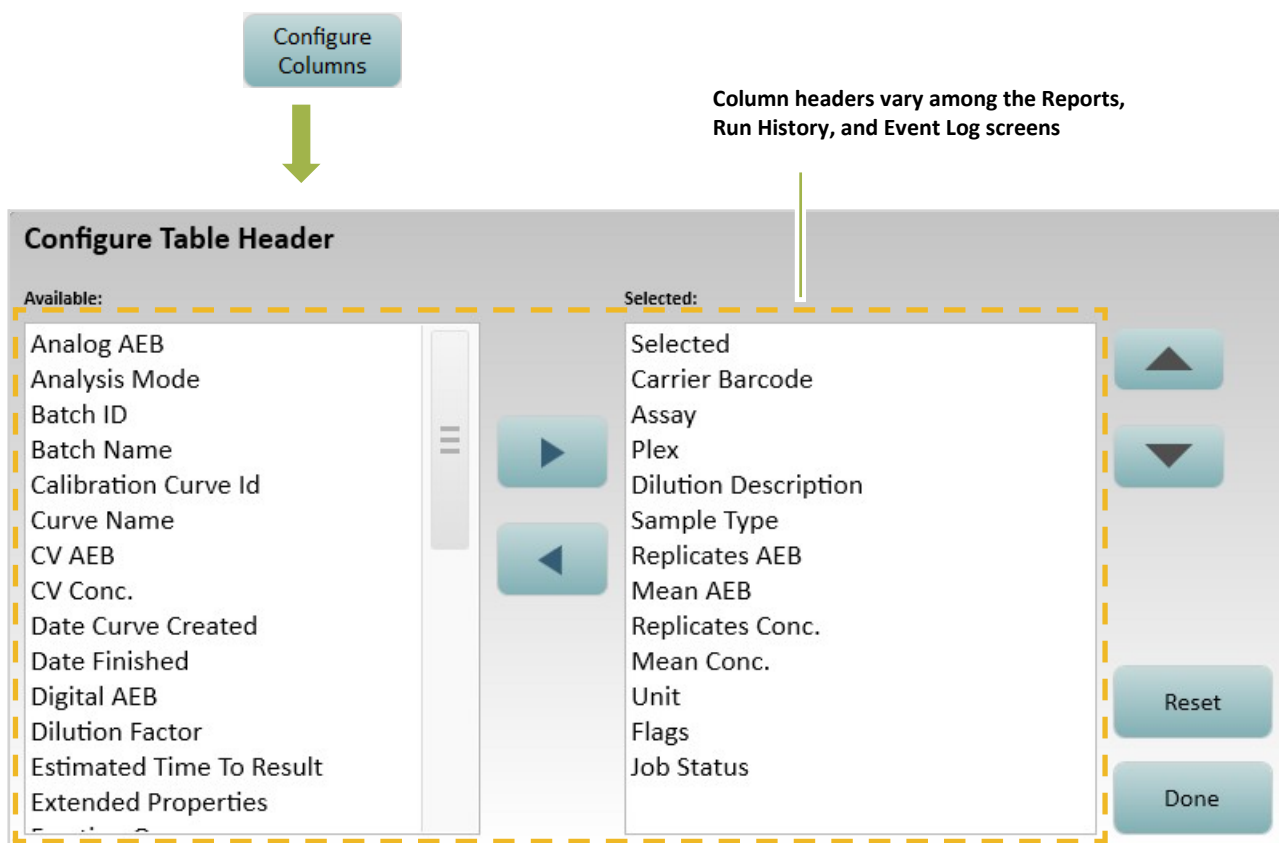 Configure
Columns
Column headers vary among the Reports,
Run History, and Event Log screens
Configure Table Header
Available:
Analog AEB
Analysis Mode
Batch ID
Batch Name
Calibration Curve Id
Curve Name
CV AEB
CV Conc.
Date Curve Created
Date Finished
Digital AEB
Dilution Factor
Estimated Time To Result
Extended Properties
Selected:
Selected
Carrier Barcode
Assay
Plex
Dilution Description
Sample Type
Replicates AEB
Mean AEB
Replicates Conc.
Mean Conc.
Unit
Flags
Job Status
Reset
Done